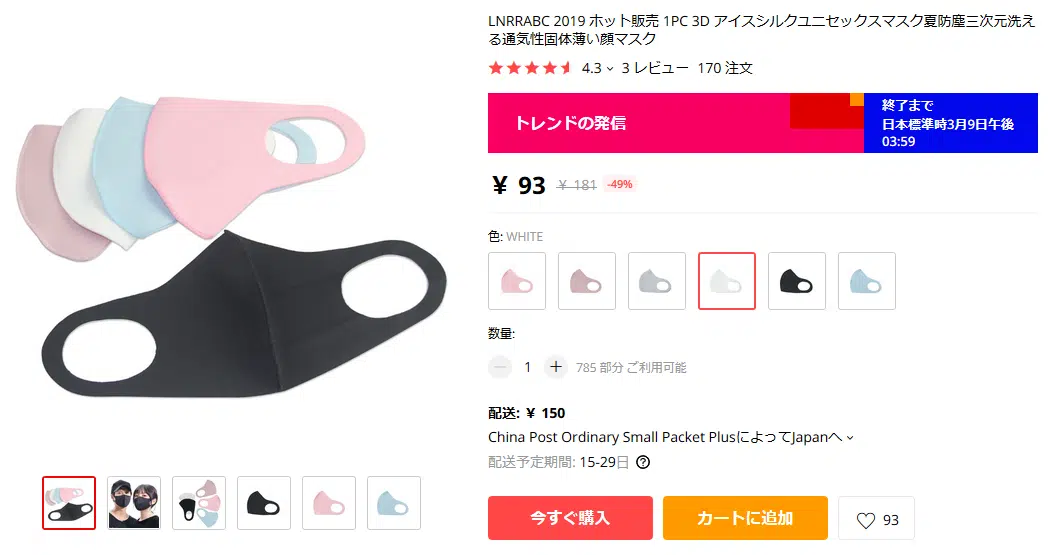 LNRRABC 2019 ホット販売 1PC 3D アイスシルクユニセックスマスク夏防塵三次元洗え
る通気性固体薄い顔マスク
4.3 3 レビュー 170 注文
トレンドの発信
終了まで
日本標準時3月9日午後
03:59
¥ 93 ¥ 181 -49%
色: WHITE
数量:
1 785 部分 ご利用可能
配送: ¥ 150
China Post Ordinary Small Packet PlusによってJapanへ
配送予定期間: 15-29日
今すぐ購入 カートに追加 93